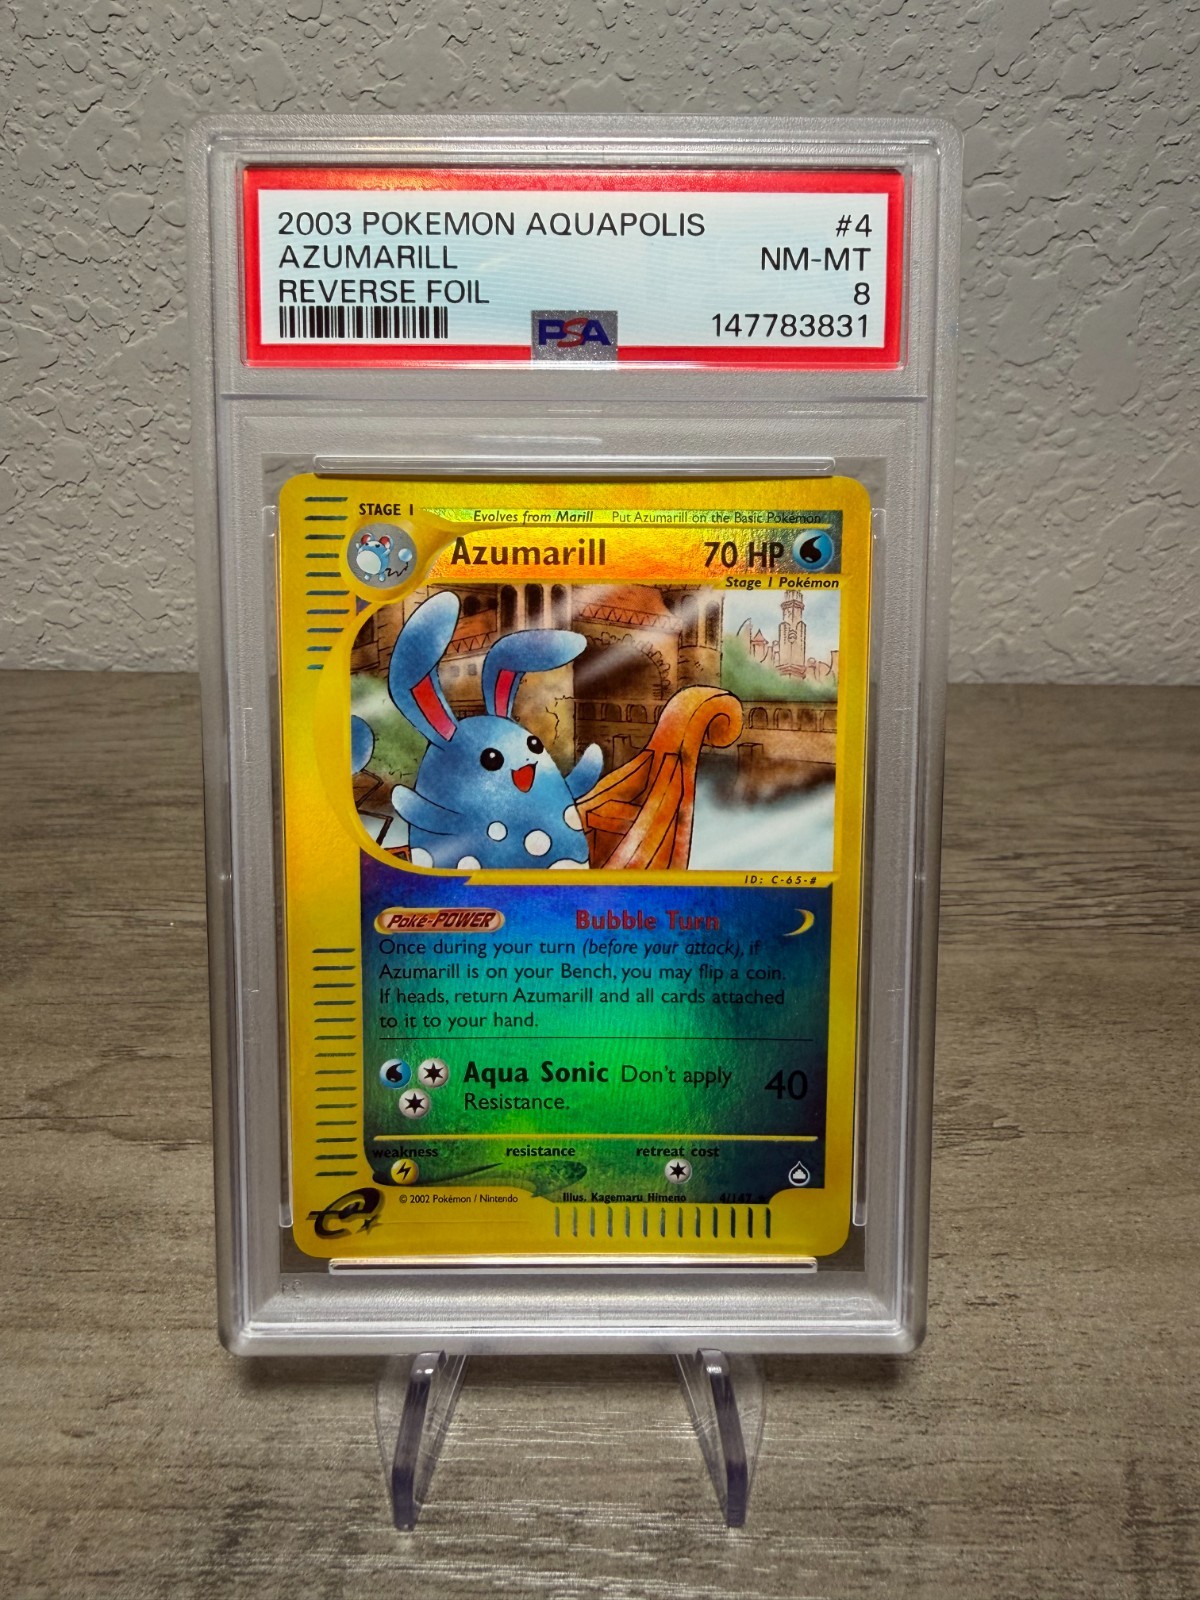 2003 POKEMON AQUAPOLIS #4
AZUMARILL NM-MT
REVERSE FOIL 8
PSA 147783831
STAGE 1
Evolves from Marill Put Azumarill on the Basic Pokémon
Azumarill 70 HP
Stage 1 Pokémon
ID: C-65-#
Poké-POWER Bubble Turn
Once during your turn (before your attack), if
Azumarill is on your Bench, you may flip a coin.
If heads, return Azumarill and all cards attached
to it to your hand.
Aqua Sonic Don't apply 40
Resistance.
weakness resistance retreat cost
© 2002 Pokémon / Nintendo Illus. Kagemaru Himeno 4/147 ★
e